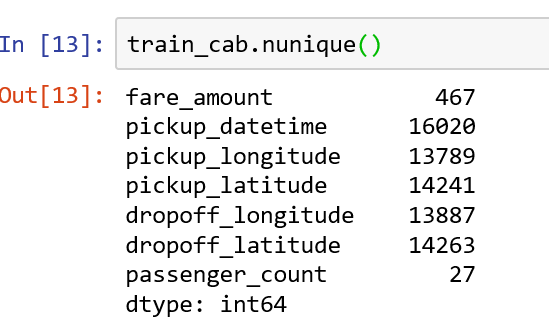 In [13]: train_cab.nunique()
Out[13]: fare_amount 467
pickup_datetime 16020
pickup_longitude 13789
pickup_latitude 14241
dropoff_longitude 13887
dropoff_latitude 14263
passenger_count 27
dtype: int64